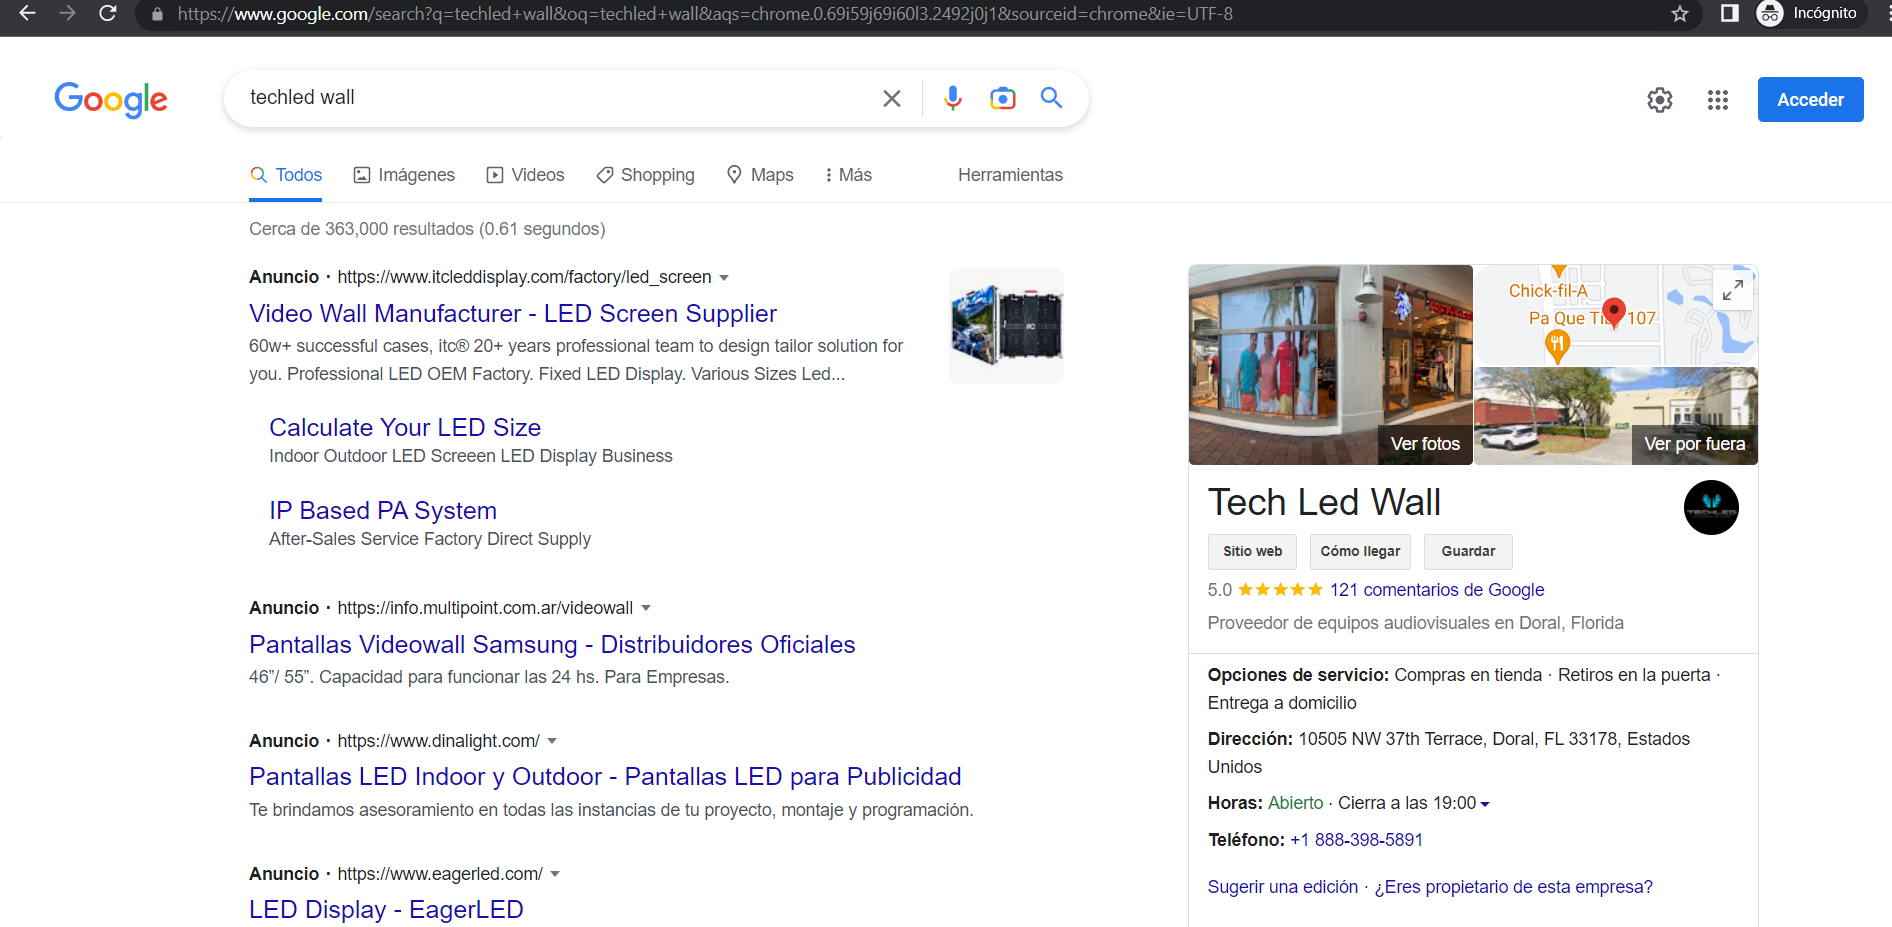 https://www.google.com/search?q=techled+wall&oq=techled+wall&aqs=chrome.0.69i59j69i60l3.2492j0j1&sourceid=chrome&ie=UTF-8
Incógnito
Google
techled wall
Acceder
Todos
Imágenes
Videos
Shopping
Maps
Más
Herramientas
Cerca de 363,000 resultados (0.61 segundos)
Anuncio · https://www.itcleddisplay.com/factory/led_screen
Video Wall Manufacturer - LED Screen Supplier
60w+ successful cases, itc® 20+ years professional team to design tailor solution for
you. Professional LED OEM Factory. Fixed LED Display. Various Sizes Led...
Calculate Your LED Size
Indoor Outdoor LED Screeen LED Display Business
IP Based PA System
After-Sales Service Factory Direct Supply
Anuncio · https://info.multipoint.com.ar/videowall
Pantallas Videowall Samsung - Distribuidores Oficiales
46”/ 55”. Capacidad para funcionar las 24 hs. Para Empresas.
Anuncio · https://www.dinalight.com/
Pantallas LED Indoor y Outdoor - Pantallas LED para Publicidad
Te brindamos asesoramiento en todas las instancias de tu proyecto, montaje y programación.
Anuncio · https://www.eagerled.com/
LED Display - EagerLED
Chick-fil-A
Pa Que 107
Ver fotos
Ver por fuera
Tech Led Wall
TECHLED
Sitio web
Cómo llegar
Guardar
5.0 121 comentarios de Google
Proveedor de equipos audiovisuales en Doral, Florida
Opciones de servicio: Compras en tienda · Retiros en la puerta ·
Entrega a domicilio
Dirección: 10505 NW 37th Terrace, Doral, FL 33178, Estados
Unidos
Horas: Abierto · Cierra a las 19:00
Teléfono: +1 888-398-5891
Sugerir una edición · ¿Eres propietario de esta empresa?